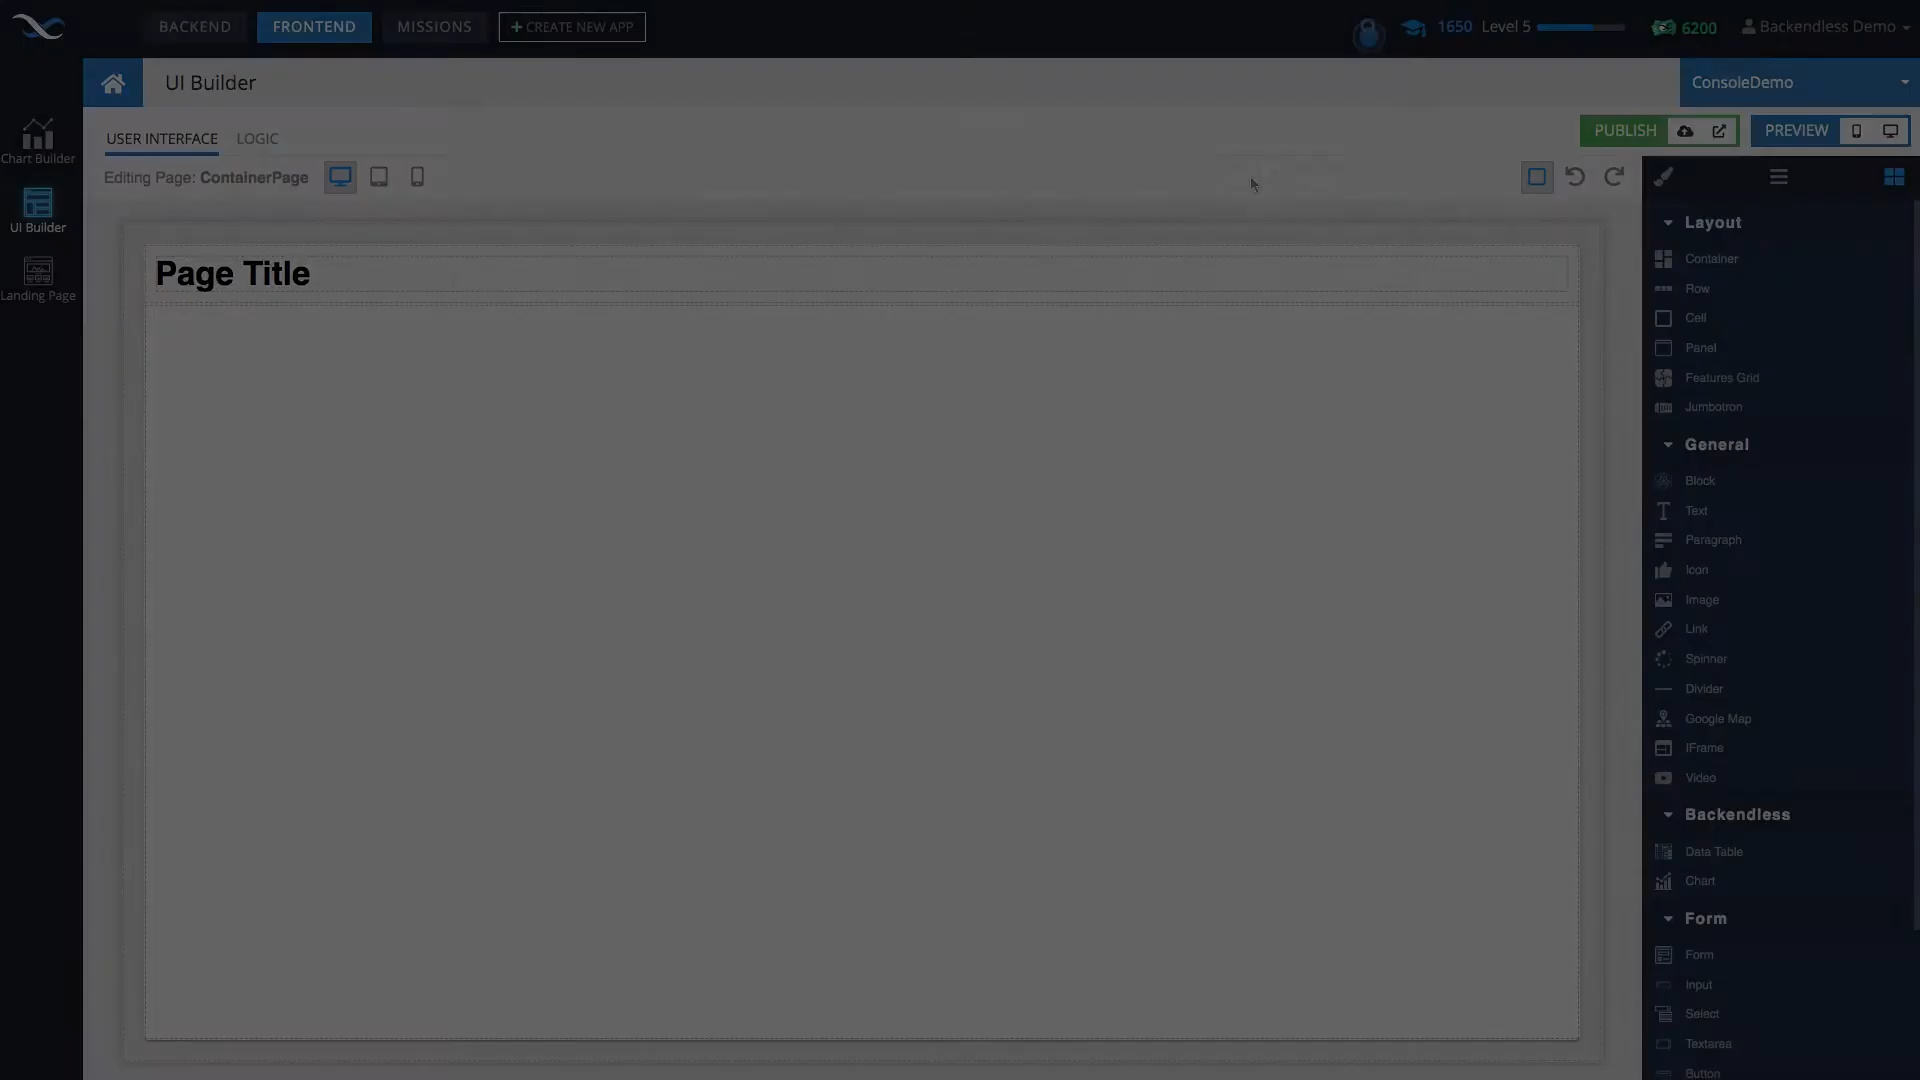 BACKEND
FRONTEND
MISSIONS
+ CREATE NEW APP
1650 Level 5
6200
Backendless Demo
UI Builder
ConsoleDemo
USER INTERFACE
LOGIC
PUBLISH
PREVIEW
Editing Page: ContainerPage
Chart Builder
UI Builder
Landing Page
Page Title
Layout
Container
Row
Cell
Panel
Features Grid
Jumbotron
General
Block
Text
Paragraph
Icon
Image
Link
Spinner
Divider
Google Map
IFrame
Video
Backendless
Data Table
Chart
Form
Form
Input
Select
Textarea
Button